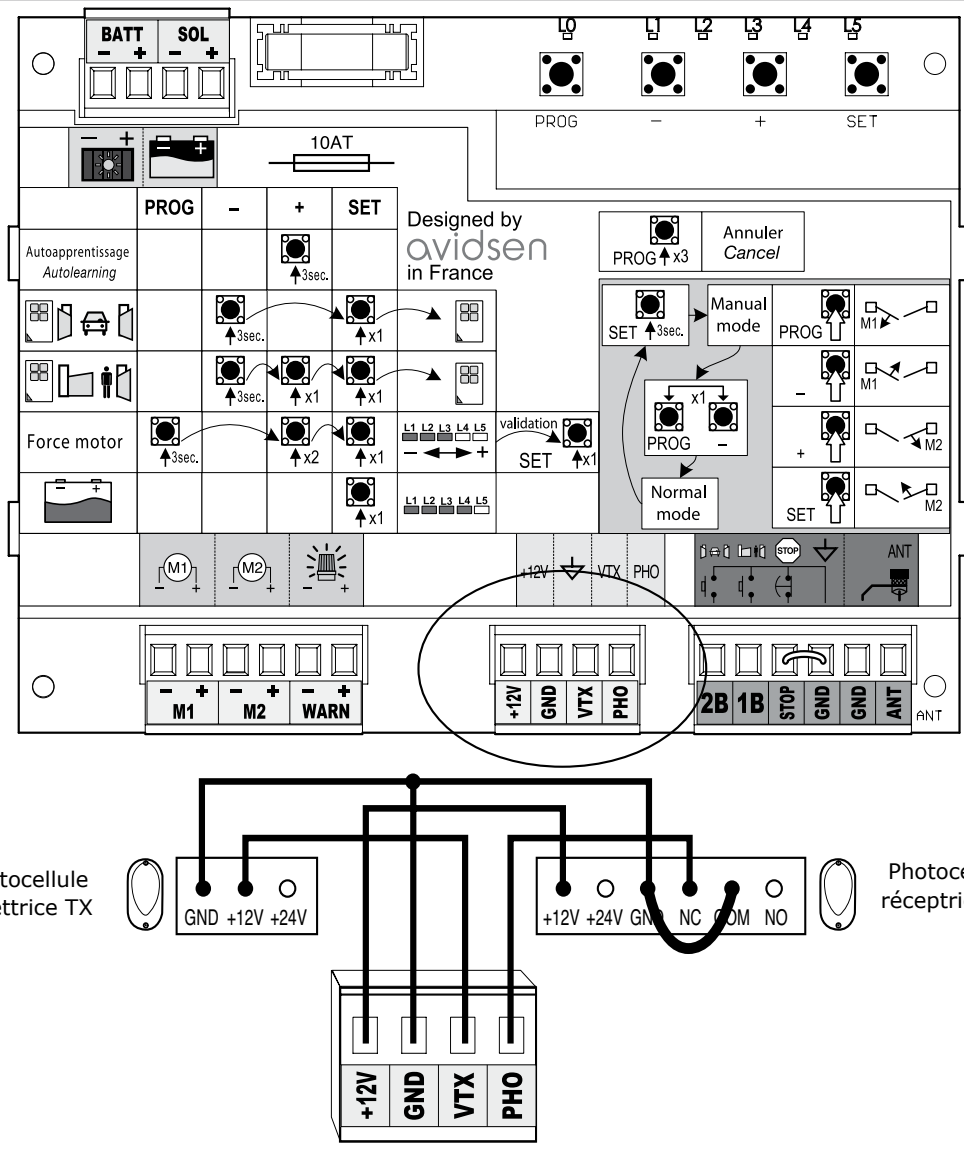 BATT SOL
- + - +
L0 L1 L2 L3 L4 L5
PROG - + SET
- +
- +
10AT
PROG - + SET
Designed by
avidsen
in France
Autoapprentissage
Autolearning
3sec.
PROG x3
Annuler
Cancel
3sec.
x1
SET 3sec.
Manual
mode
PROG
M1
3sec.
x1
x1
x1
PROG -
-
M1
Force motor
3sec.
x2
x1
L1 L2 L3 L4 L5
- +
validation
SET x1
Normal
mode
+
M2
- +
x1
L1 L2 L3 L4 L5
SET
M2
M1
- +
M2
- +
- +
+12V VTX PHO
STOP
ANT
- + - + - +
M1 M2 WARN
+12V GND VTX PHO
2B 1B STOP GND GND ANT
ANT
tocellule
ttrice TX
GND +12V +24V
+12V +24V GND NC COM NO
Photoce
réceptri
+12V GND VTX PHO